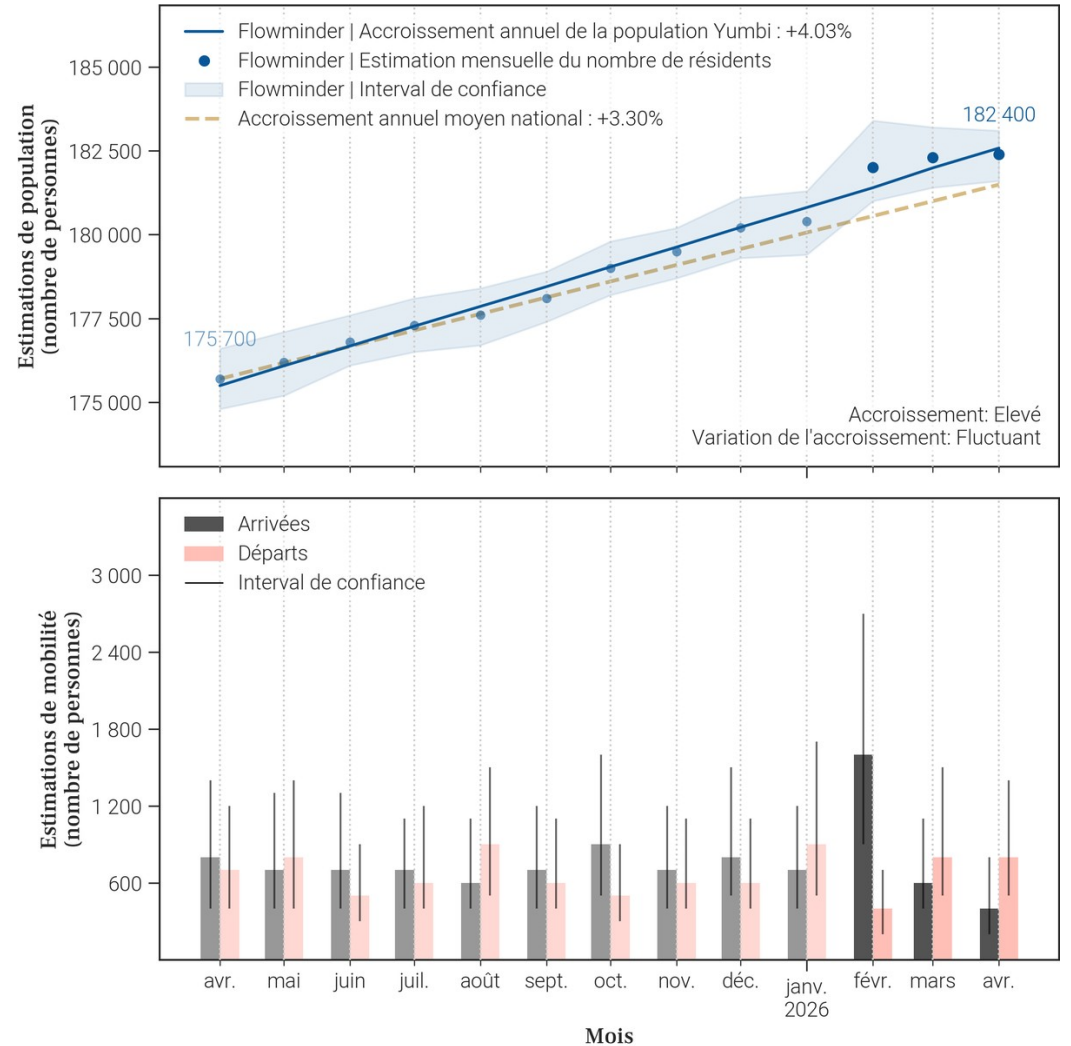 Flowminder | Accroissement annuel de la population Yumbi : +4.03%
Flowminder | Estimation mensuelle du nombre de résidents
Flowminder | Interval de confiance
Accroissement annuel moyen national : +3.30%
185 000
182 500
180 000
177 500
175 000
Estimations de population
(nombre de personnes)
175 700
182 400
Accroissement: Elevé
Variation de l'accroissement: Fluctuant
Arrivées
Départs
Interval de confiance
3 000
2 400
1 800
1 200
600
Estimations de mobilité
(nombre de personnes)
avr. mai juin juil. août sept. oct. nov. déc. janv. févr. mars avr.
2026
Mois